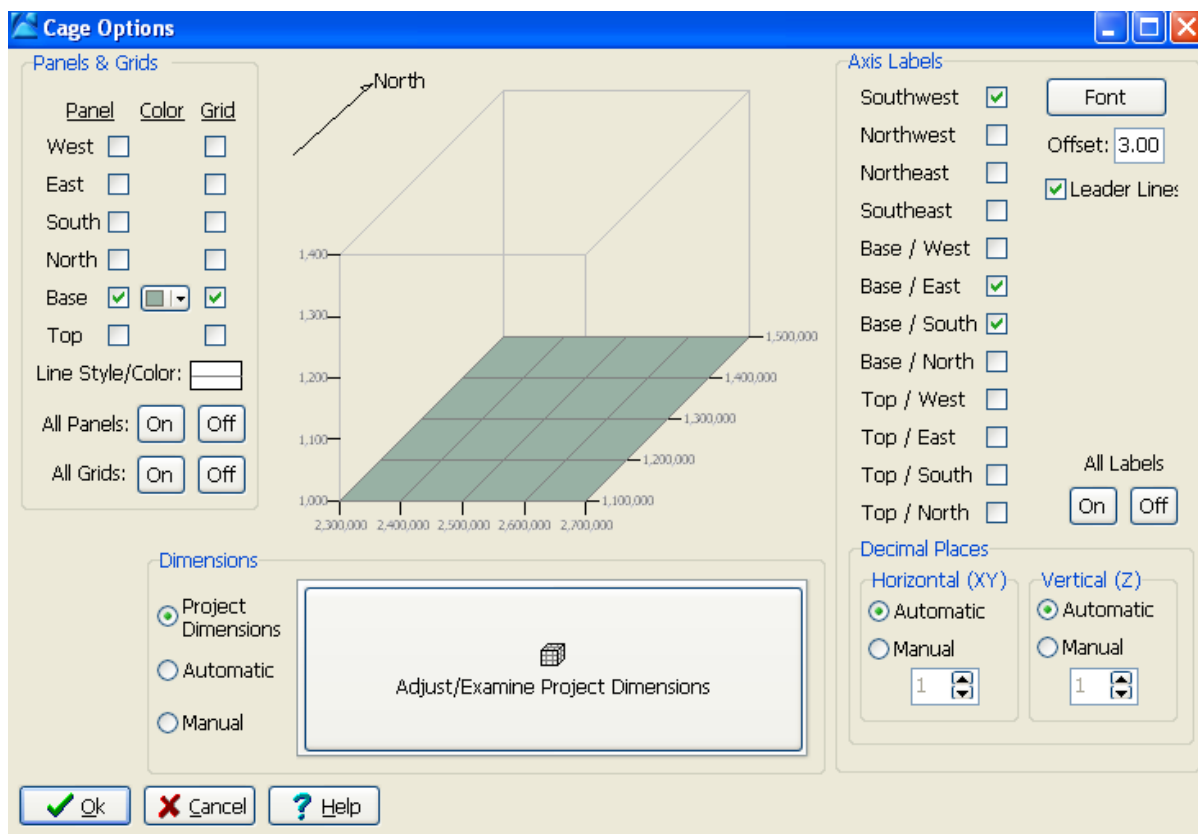 Cage Options
Panels & Grids
Panel Color Grid
West
East
South
North
Base
Top
Line Style/Color:
All Panels: On Off
All Grids: On Off
North
1,400
1,300
1,200
1,100
1,000
2,300,000 2,400,000 2,500,000 2,600,000 2,700,000
1,500,000
1,400,000
1,300,000
1,200,000
1,100,000
Axis Labels
Southwest
Northwest
Northeast
Southeast
Base / West
Base / East
Base / South
Base / North
Top / West
Top / East
Top / South
Top / North
Font
Offset: 3.00
Leader Lines
All Labels
On Off
Dimensions
Project
Dimensions
Automatic
Manual
Adjust/Examine Project Dimensions
Decimal Places
Horizontal (XY)
Automatic
Manual
1
Vertical (Z)
Automatic
Manual
1
Ok Cancel Help